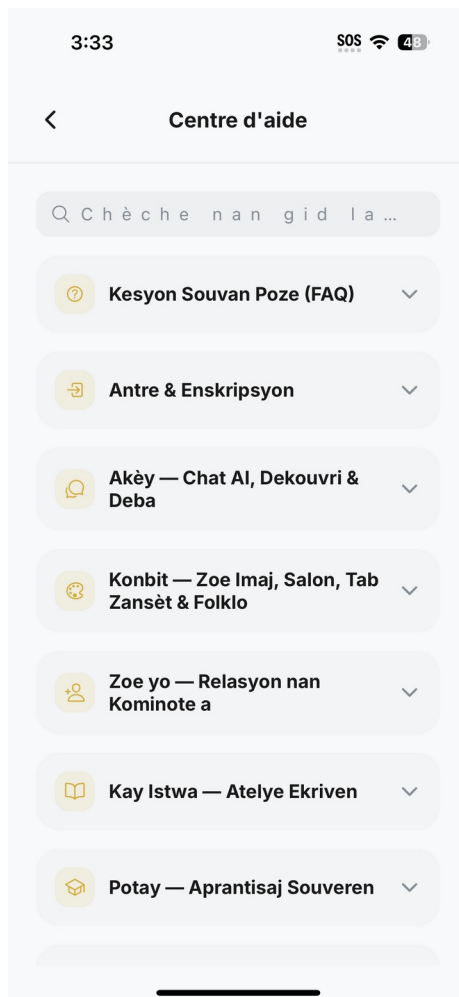 3:33
SOS
48
Centre d'aide
Chèche nan gid la...
Kesyon Souvan Poze (FAQ)
Antre & Enskripsyon
Akèy — Chat AI, Dekouvri &
Deba
Konbit — Zoe Imaj, Salon, Tab
Zansèt & Folklo
Zoe yo — Relasyon nan
Kominote a
Kay Istwa — Atelye Ekriven
Potay — Aprantisaj Souveren